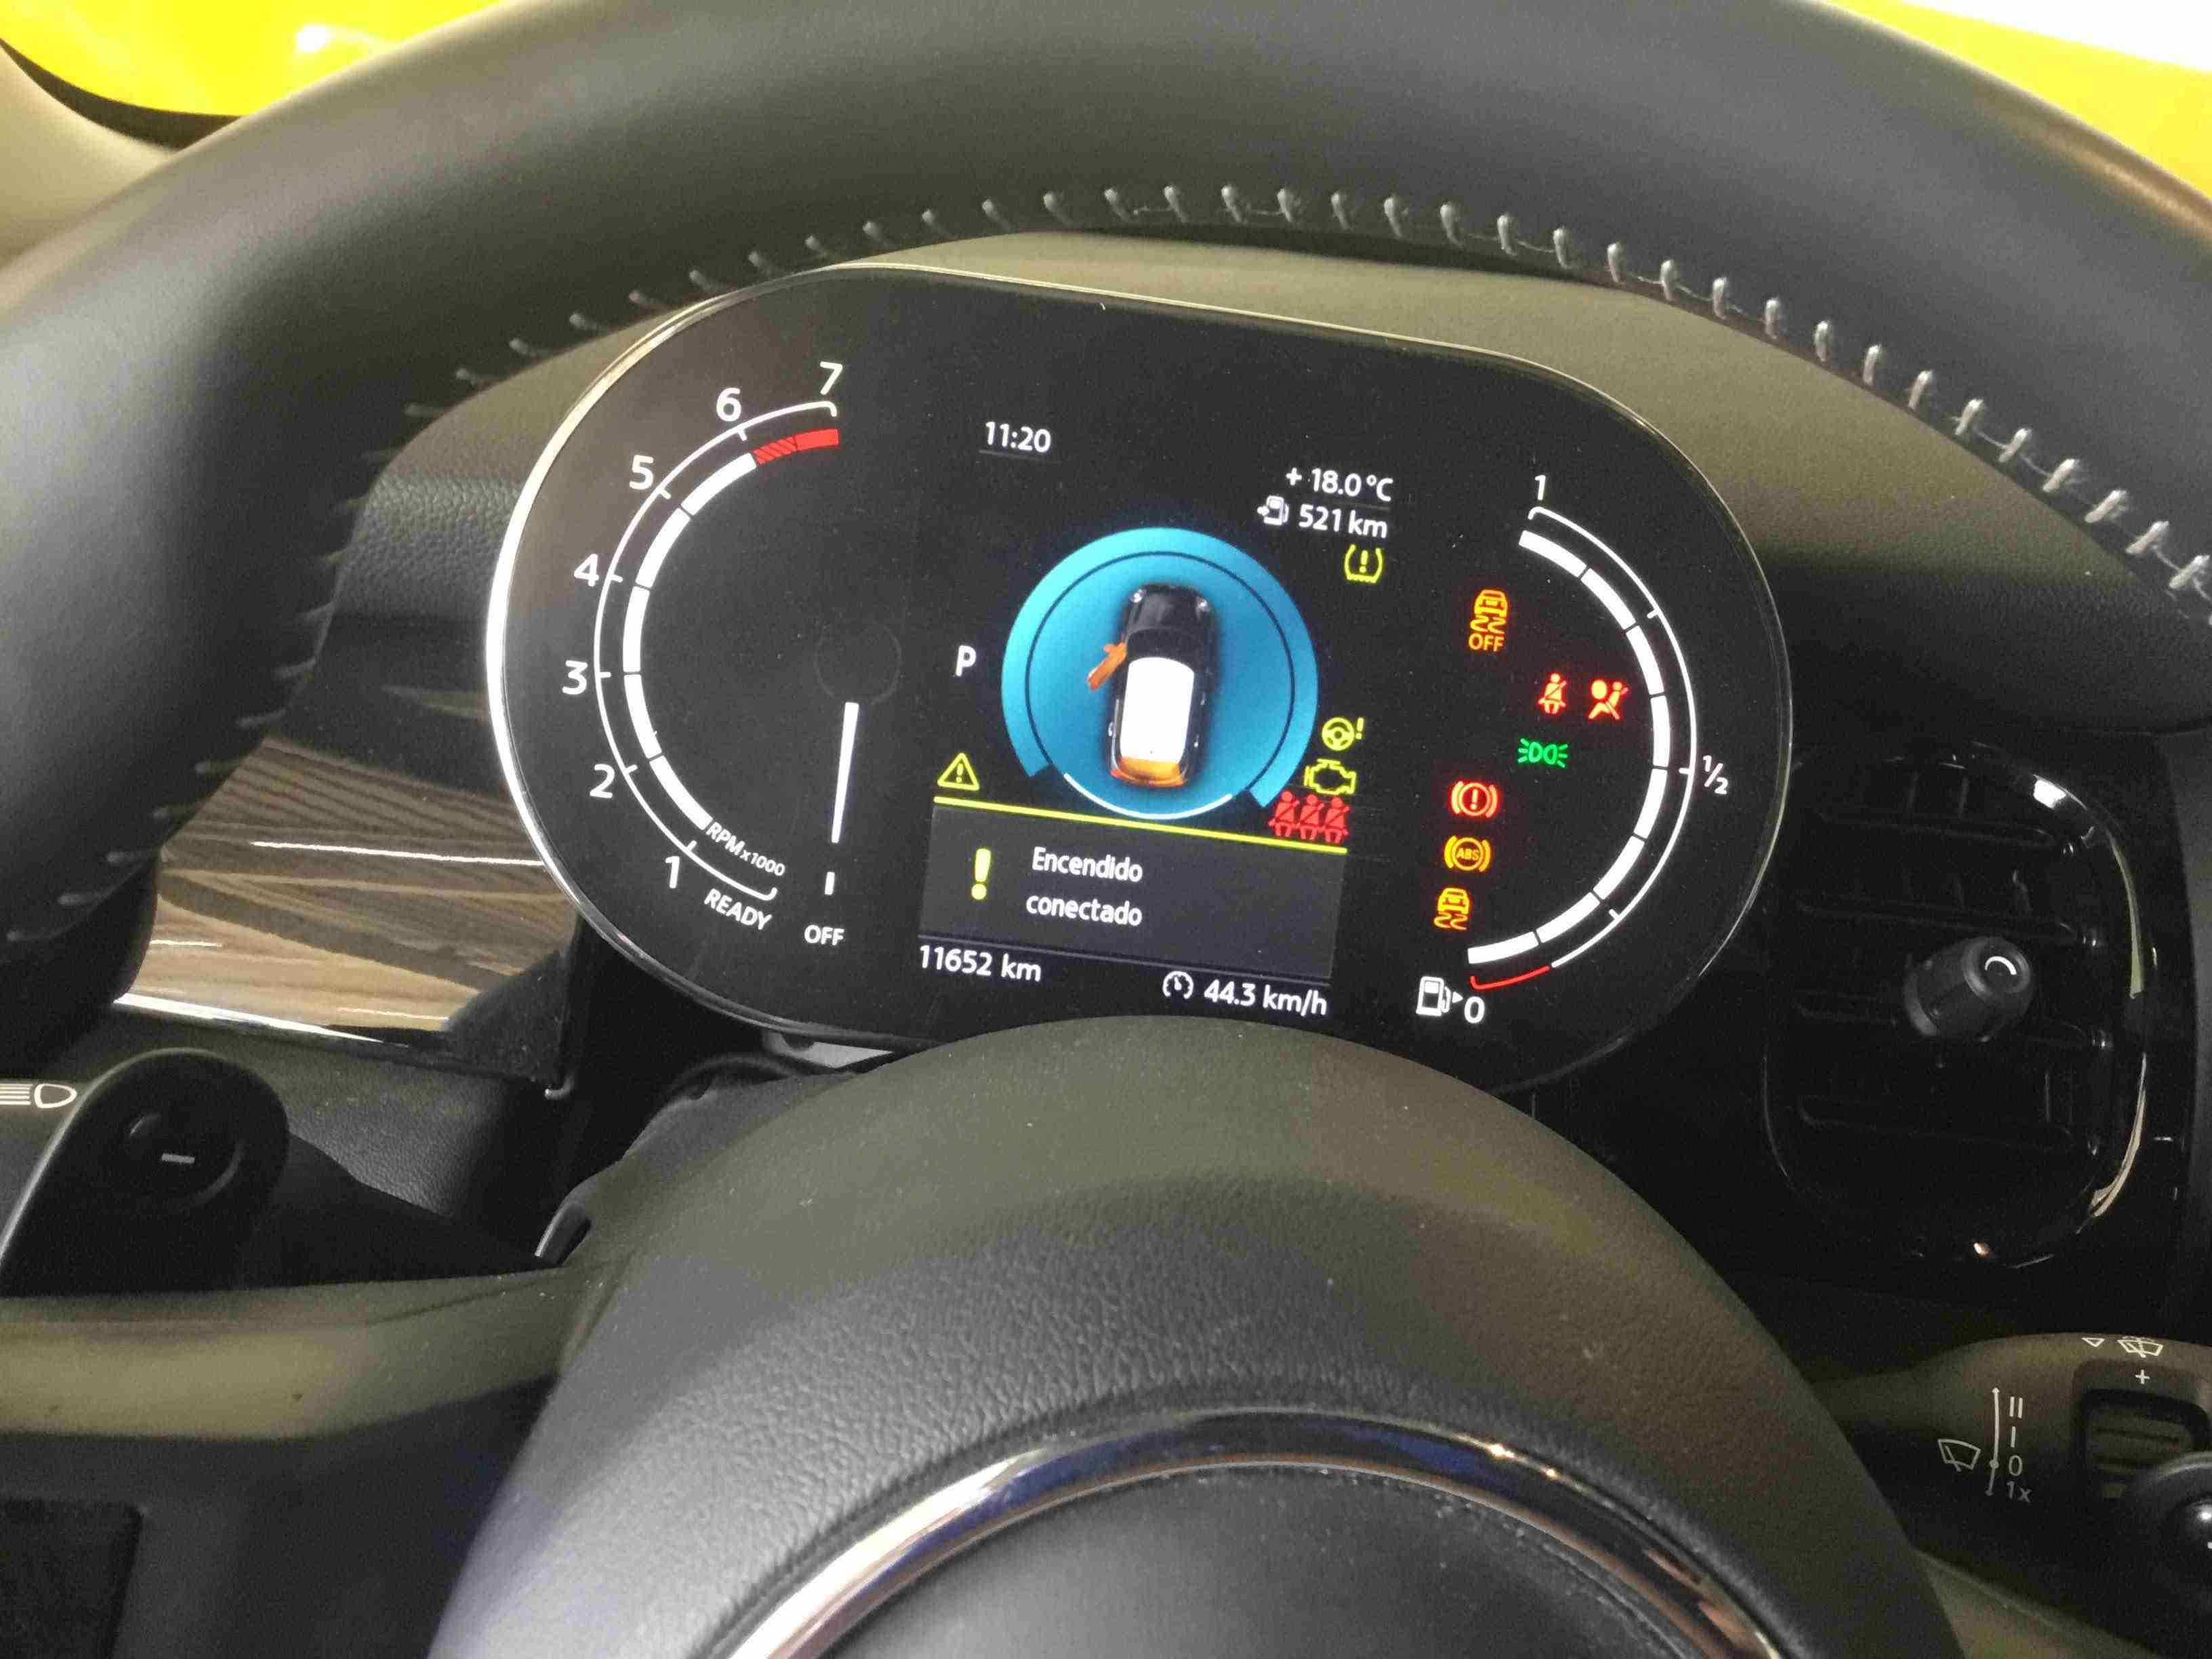 7
6
5
4
3
2
1
RPM x1000
READY
OFF
11:20
+ 18.0 °C
521 km
P
Encendido
conectado
11652 km
44.3 km/h
1
½
0
OFF
ABS
II
I
0
1x